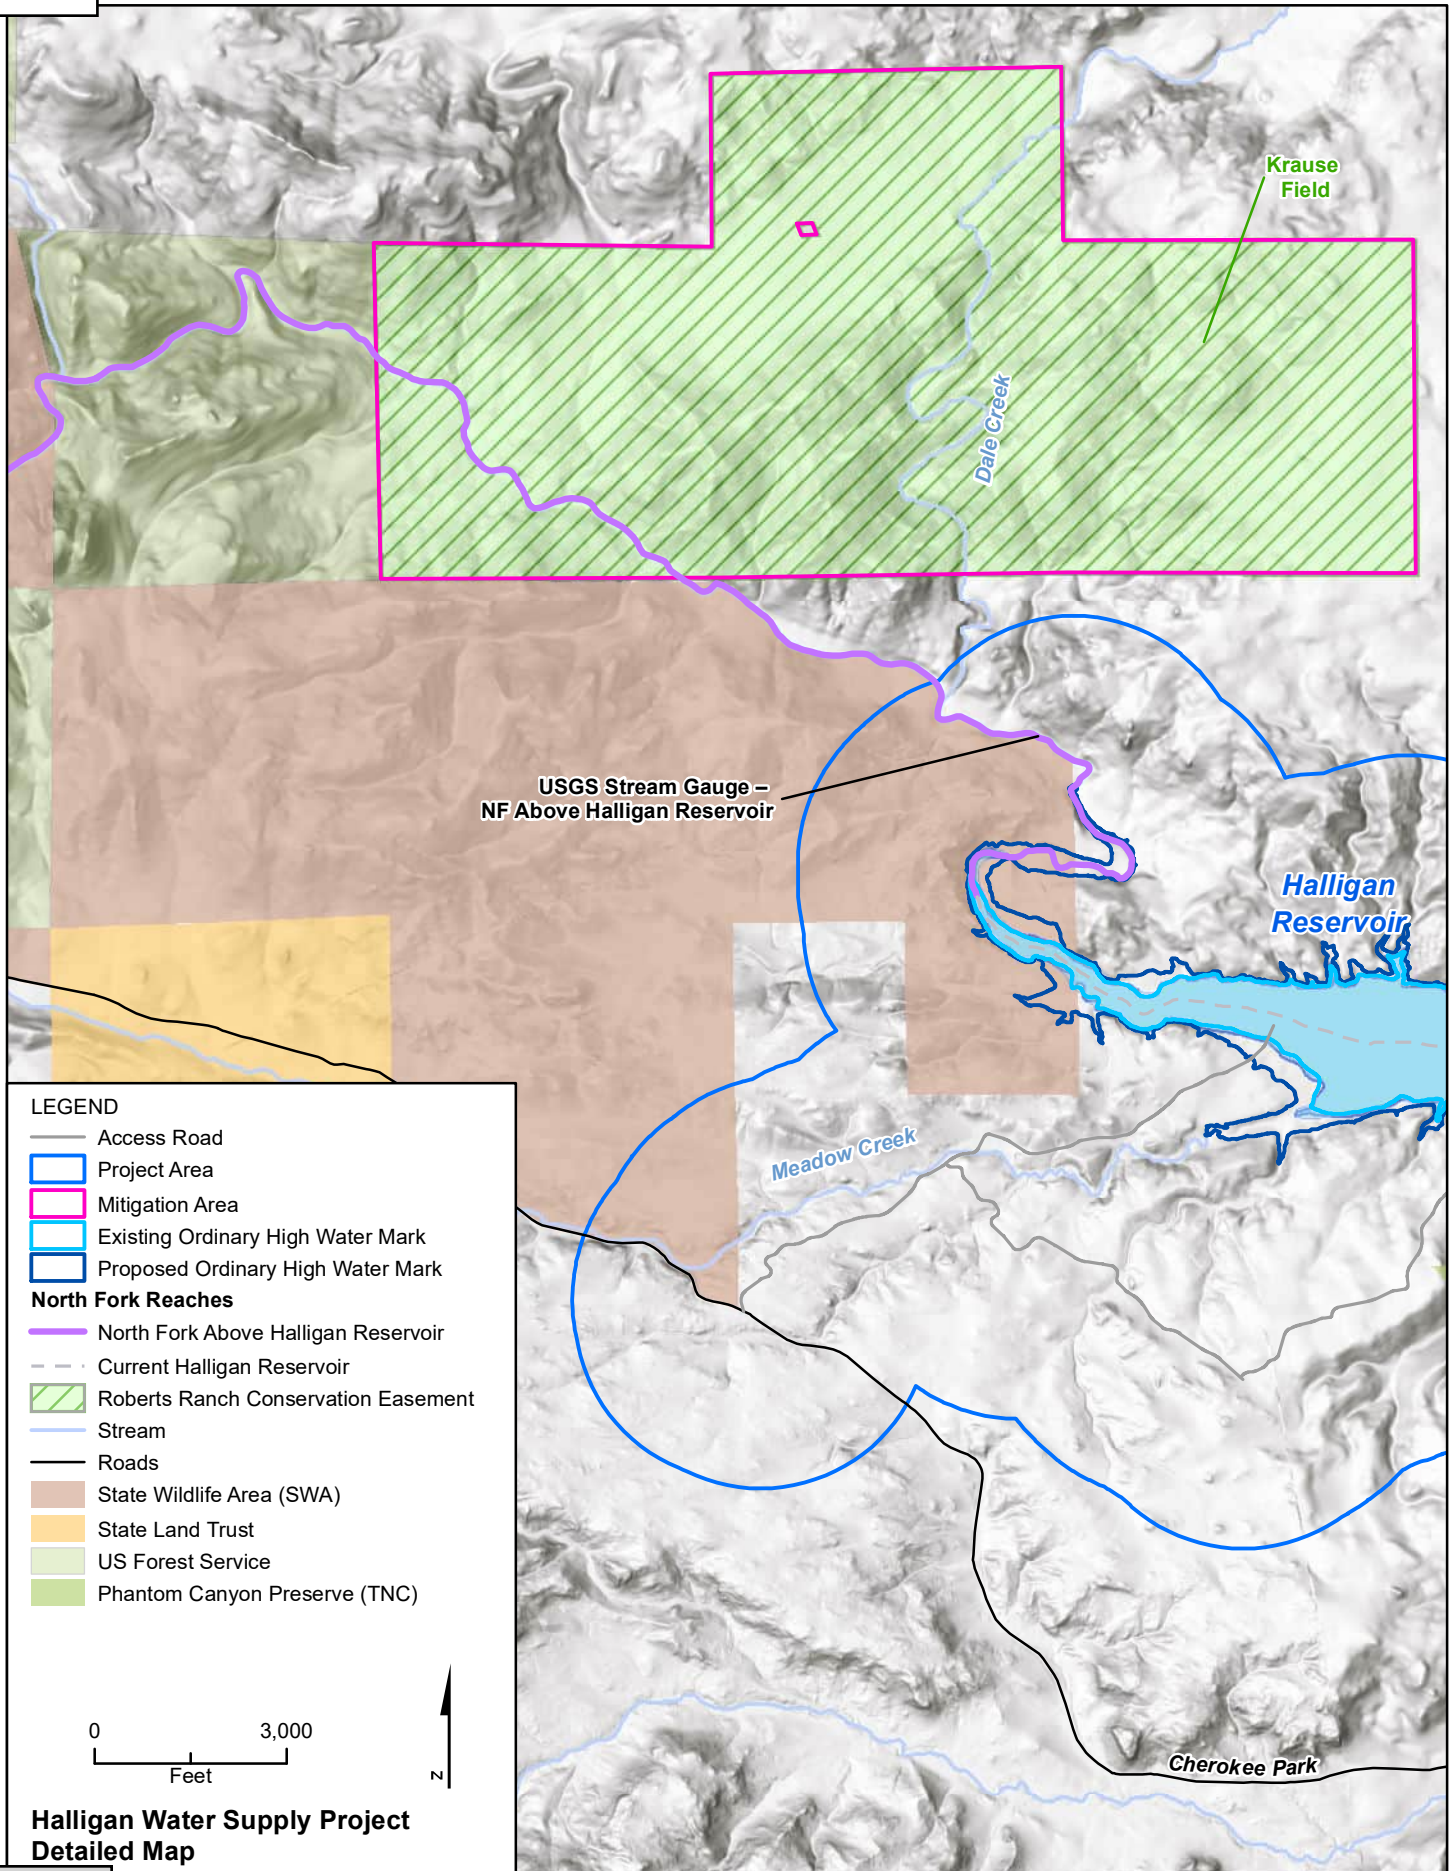 Krause
Field
Dale Creek
USGS Stream Gauge –
NF Above Halligan Reservoir
Halligan
Reservoir
Meadow Creek
LEGEND
Access Road
Project Area
Mitigation Area
Existing Ordinary High Water Mark
Proposed Ordinary High Water Mark
North Fork Reaches
North Fork Above Halligan Reservoir
Current Halligan Reservoir
Roberts Ranch Conservation Easement
Stream
Roads
State Wildlife Area (SWA)
State Land Trust
US Forest Service
Phantom Canyon Preserve (TNC)
0 3,000
Feet
N
Cherokee Park
Halligan Water Supply Project
Detailed Map